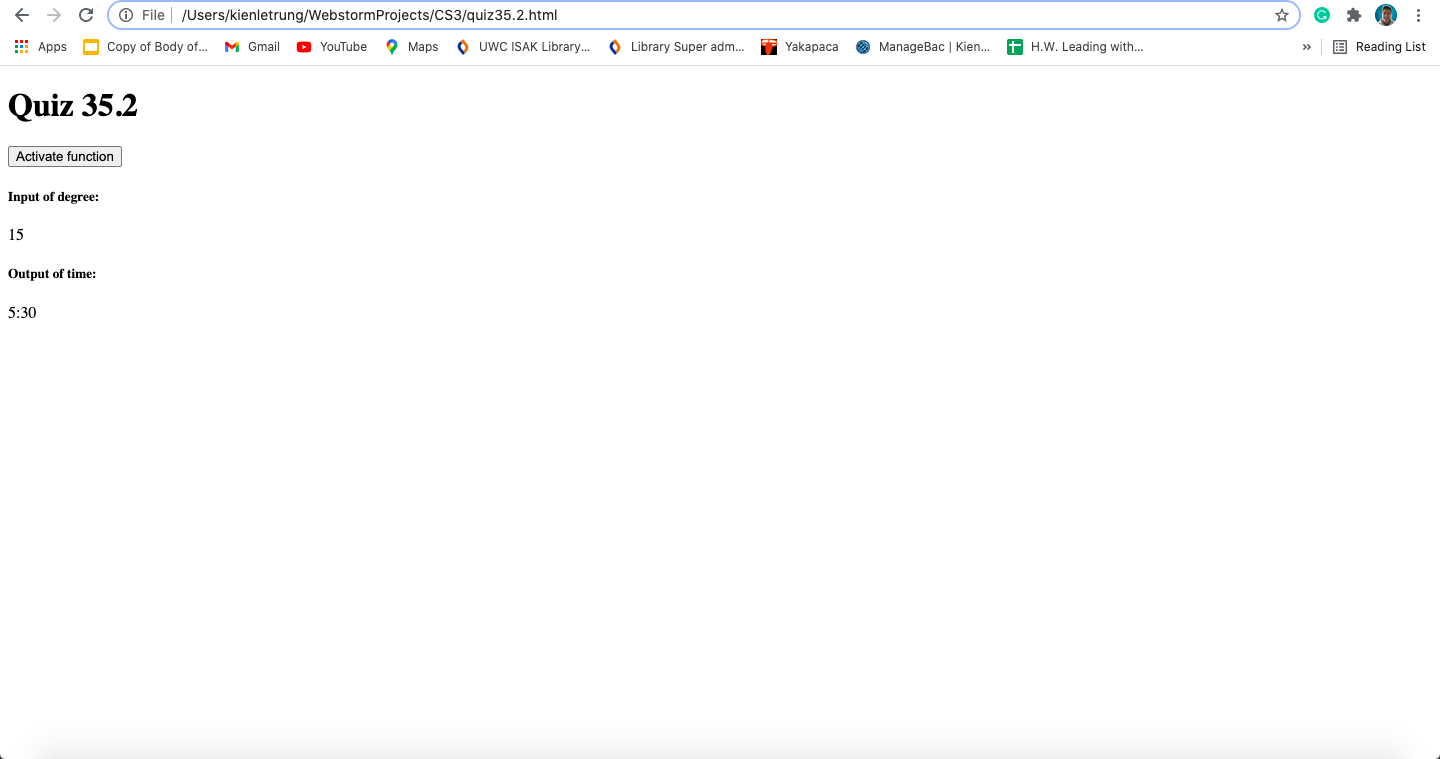 File /Users/kienletrung/WebstormProjects/CS3/quiz35.2.html
Apps Copy of Body of... Gmail YouTube Maps UWC ISAK Library... Library Super adm... Yakapaca ManageBac | Kien... H.W. Leading with... » Reading List
Quiz 35.2
Activate function
Input of degree:
15
Output of time:
5:30